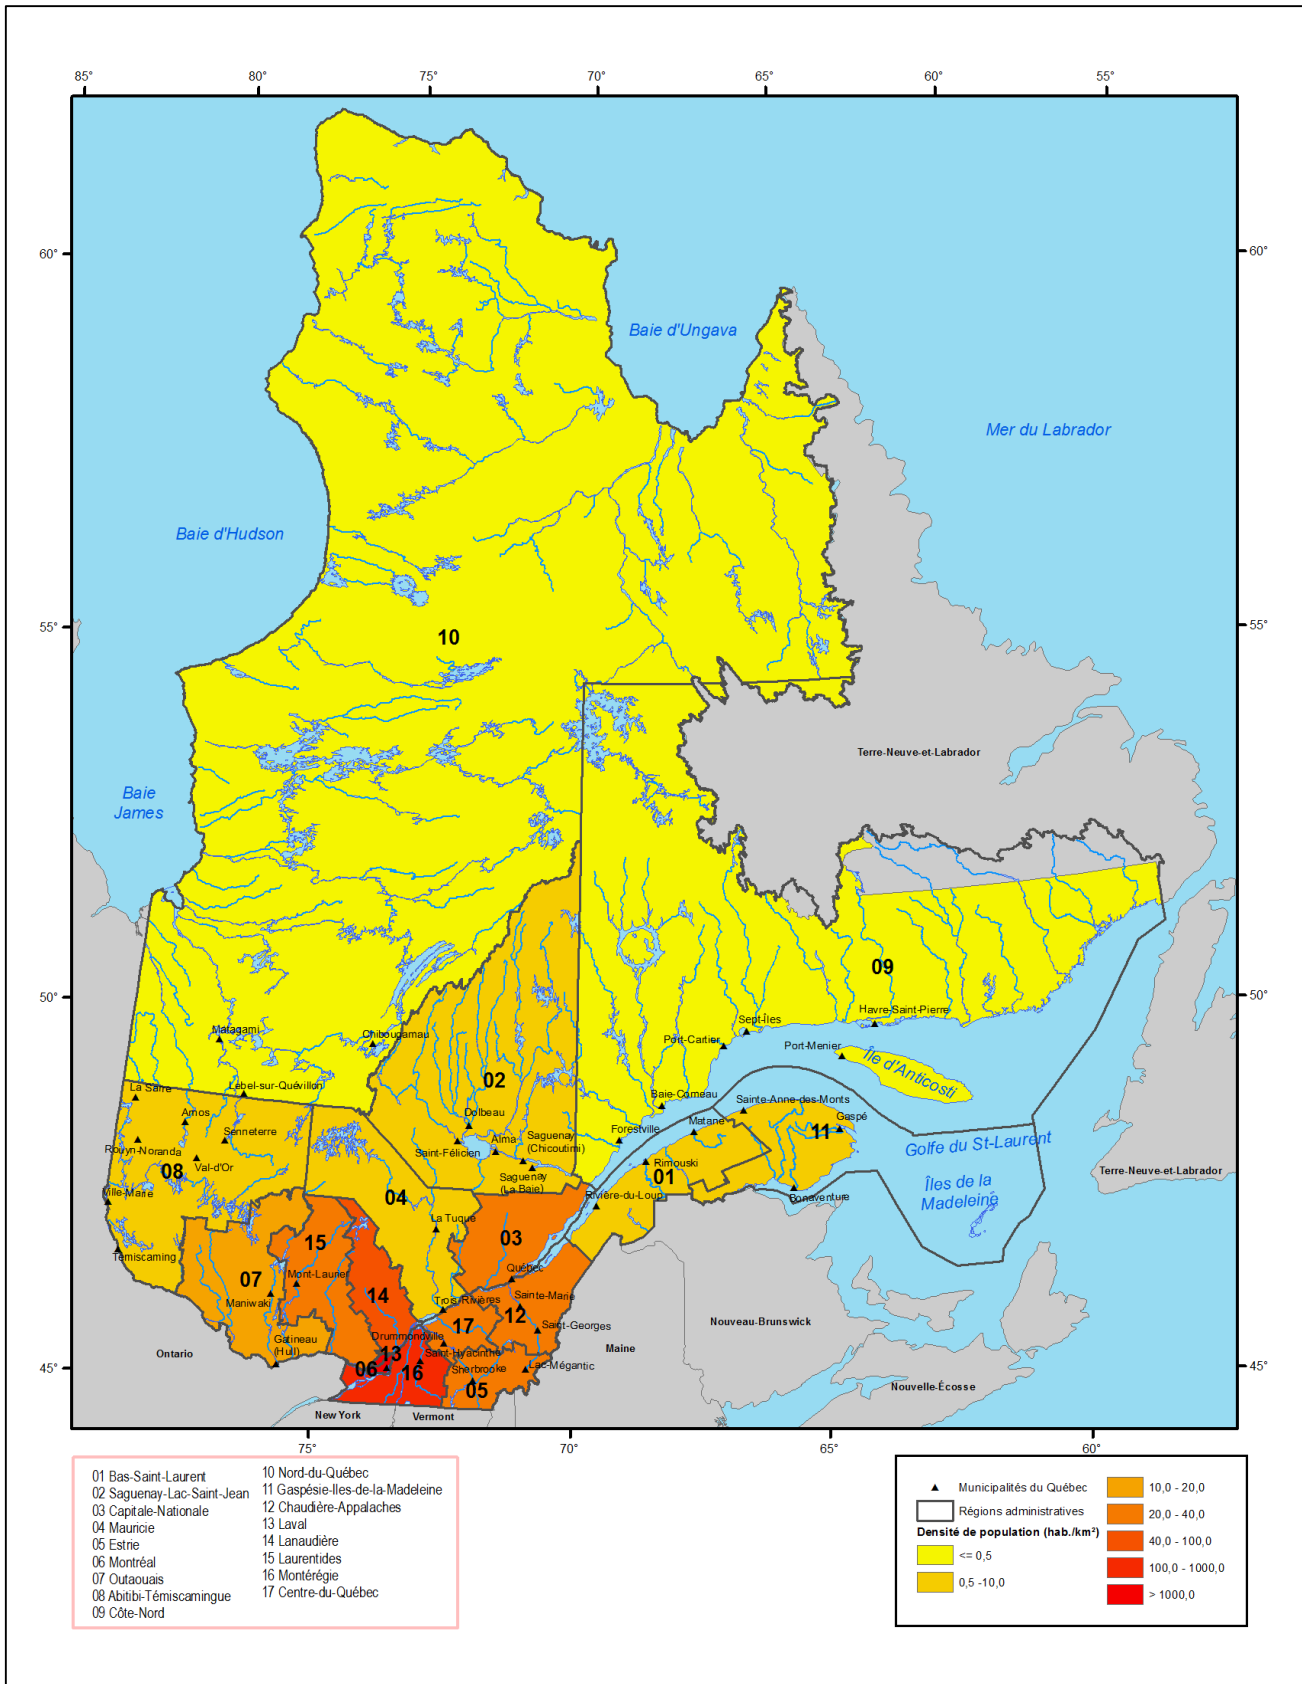 85°
80°
75°
70°
65°
60°
55°
60°
60°
Baie d'Ungava
Mer du Labrador
Baie d'Hudson
55°
10
55°
Terre-Neuve-et-Labrador
Baie
James
09
50°
50°
Havre-Saint-Pierre
Sept-Îles
Matagami
Chibougamau
Port-Cartier
Port-Menier
Île d'Anticosti
02
La Sarre
Lebel-sur-Quévillon
Baie-Comeau
Sainte-Anne-des-Monts
Amos
Senneterre
Dolbeau
Forestville
Matane
Gaspé
11
Rouyn-Noranda
Alma
Saguenay
(Chicoutimi)
Saint-Félicien
Golfe du St-Laurent
Val-d'Or
08
Rimouski
01
Saguenay
(La Baie)
Terre-Neuve-et-Labrador
Ville-Marie
04
Rivière-du-Loup
Bonaventure
Îles de la
Madeleine
La Tuque
03
Témiscaming
15
07
Mont-Laurier
Québec
Maniwaki
14
Trois-Rivières
Sainte-Marie
12
Saint-Georges
Nouveau-Brunswick
17
Drummondville
Gatineau
(Hull)
Maine
Ontario
13
Saint-Hyacinthe
06
16
Sherbrooke
Lac-Mégantic
05
45°
45°
Nouvelle-Écosse
New York
Vermont
75°
70°
65°
60°
01 Bas-Saint-Laurent
02 Saguenay-Lac-Saint-Jean
03 Capitale-Nationale
04 Mauricie
05 Estrie
06 Montréal
07 Outaouais
08 Abitibi-Témiscamingue
09 Côte-Nord
10 Nord-du-Québec
11 Gaspésie-Iles-de-la-Madeleine
12 Chaudière-Appalaches
13 Laval
14 Lanaudière
15 Laurentides
16 Montérégie
17 Centre-du-Québec
Municipalités du Québec
Régions administratives
Densité de population (hab./km²)
<= 0,5
0,5 -10,0
10,0 - 20,0
20,0 - 40,0
40,0 - 100,0
100,0 - 1000,0
> 1000,0